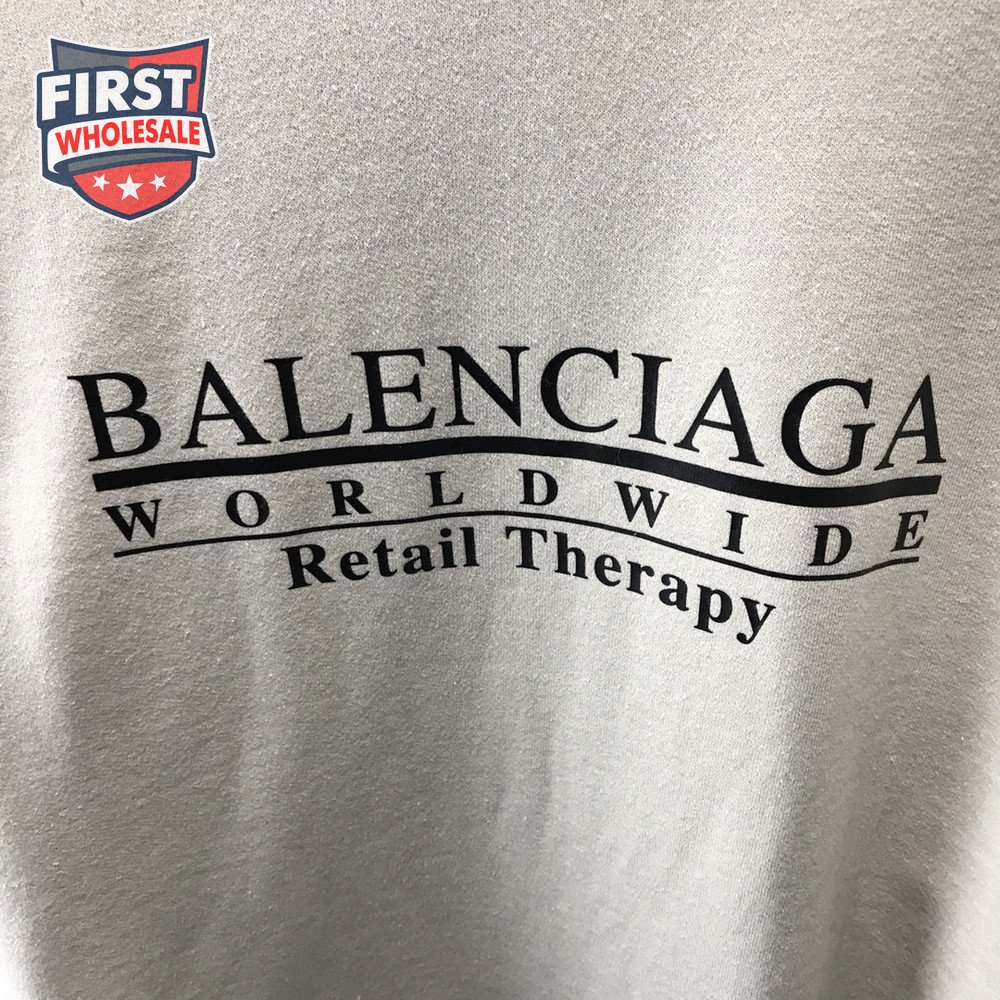 FIRST
WHOLESALE
BALENCIAGA
WORLDWIDE
Retail Therapy